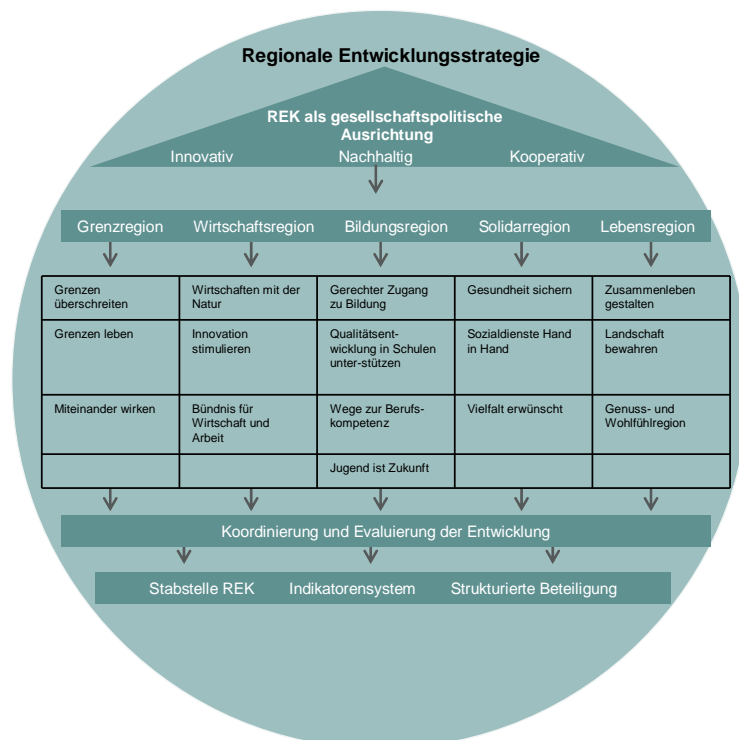 Regionale Entwicklungsstrategie
REK als gesellschaftspolitische
Ausrichtung
Innovativ Nachhaltig Kooperativ
Grenzregion Wirtschaftsregion Bildungsregion Solidarregion Lebensregion
Grenzen
überschreiten
Wirtschaften mit der
Natur
Gerechter Zugang
zu Bildung
Gesundheit sichern
Zusammenleben
gestalten
Grenzen leben
Innovation
stimulieren
Qualitätsent-
wicklung in Schulen
unter-stützen
Sozialdienste Hand
in Hand
Landschaft
bewahren
Miteinander wirken
Bündnis für
Wirtschaft und
Arbeit
Wege zur Berufs-
kompetenz
Vielfalt erwünscht
Genuss- und
Wohlfühlregion
Jugend ist Zukunft
Koordinierung und Evaluierung der Entwicklung
Stabstelle REK Indikatorensystem Strukturierte Beteiligung